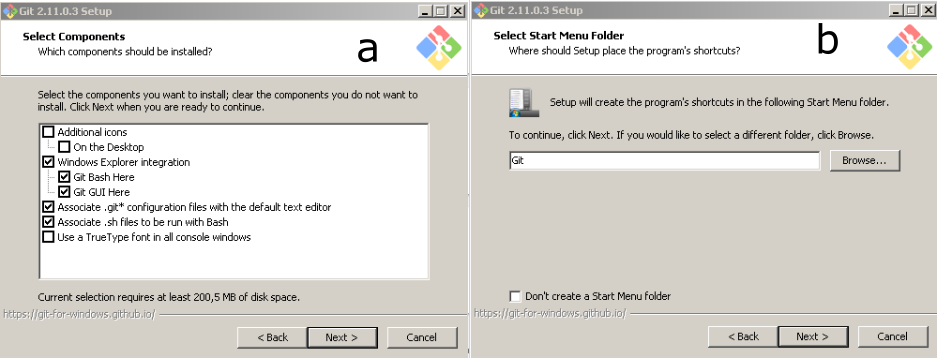 Git 2.11.0.3 Setup
Select Components
Which components should be installed?
a
Select the components you want to install; clear the components you do not want to
install. Click Next when you are ready to continue.
Additional icons
On the Desktop
Windows Explorer integration
Git Bash Here
Git GUI Here
Associate .git* configuration files with the default text editor
Associate .sh files to be run with Bash
Use a TrueType font in all console windows
Current selection requires at least 200,5 MB of disk space.
https://git-for-windows.github.io/
< Back
Next >
Cancel
Git 2.11.0.3 Setup
Select Start Menu Folder
Where should Setup place the program's shortcuts?
b
Setup will create the program's shortcuts in the following Start Menu folder.
To continue, click Next. If you would like to select a different folder, click Browse.
Git
Browse...
Don't create a Start Menu folder
https://git-for-windows.github.io/
< Back
Next >
Cancel